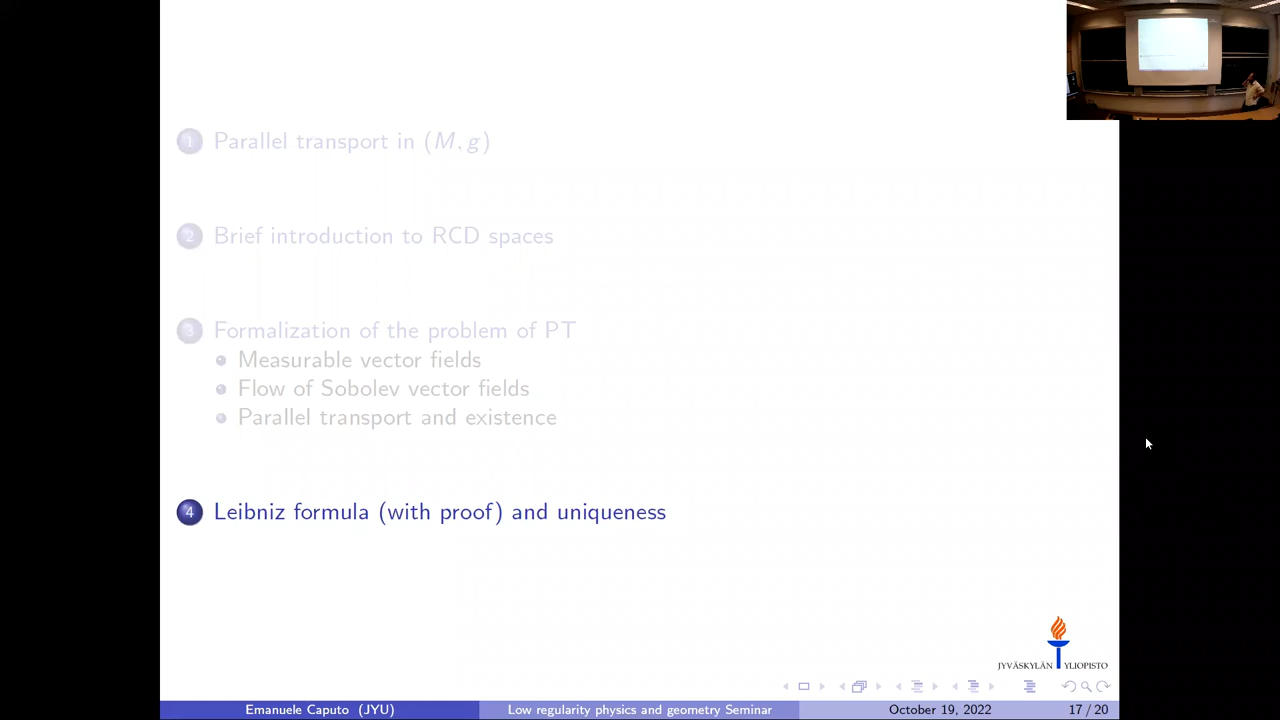 1 Parallel transport in (M, g)
2 Brief introduction to RCD spaces
3 Formalization of the problem of PT
Measurable vector fields
Flow of Sobolev vector fields
Parallel transport and existence
4 Leibniz formula (with proof) and uniqueness
JYVÄSKYLÄN YLIOPISTO
Emanuele Caputo (JYU) Low regularity physics and geometry Seminar October 19, 2022 17 / 20